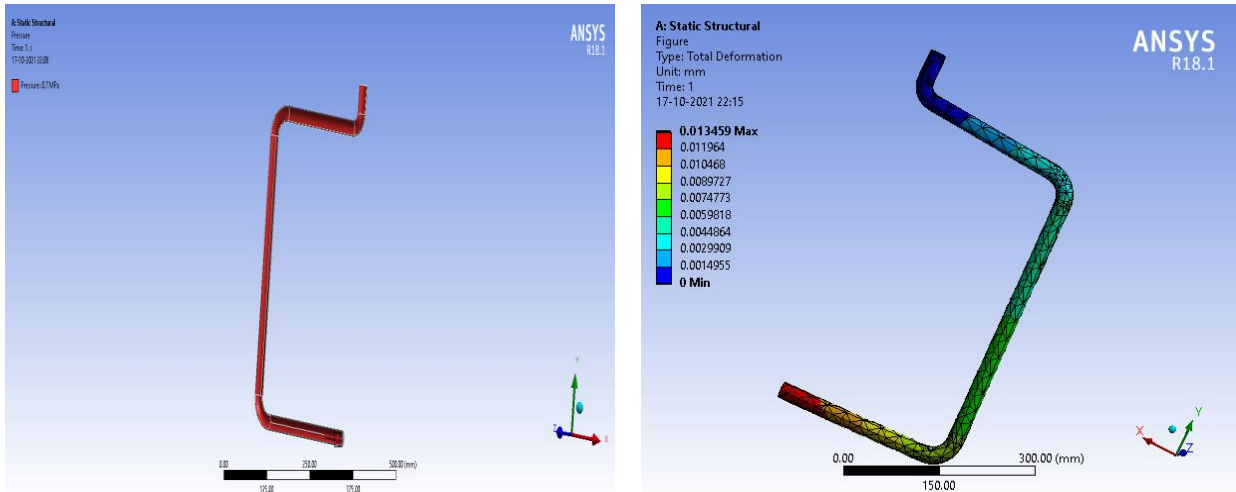 A: Static Structural
Pressure
Time: 1. s
17-10-2021 22:08
Pressure: 0.7 MPa
ANSYS
R18.1
Y
Z
X
0.00 250.00 500.00 (mm)
125.00 375.00
A: Static Structural
Figure
Type: Total Deformation
Unit: mm
Time: 1
17-10-2021 22:15
0.013459 Max
0.011964
0.010468
0.0089727
0.0074773
0.0059818
0.0044864
0.0029909
0.0014955
0 Min
ANSYS
R18.1
0.00 300.00 (mm)
150.00
X
Y
Z